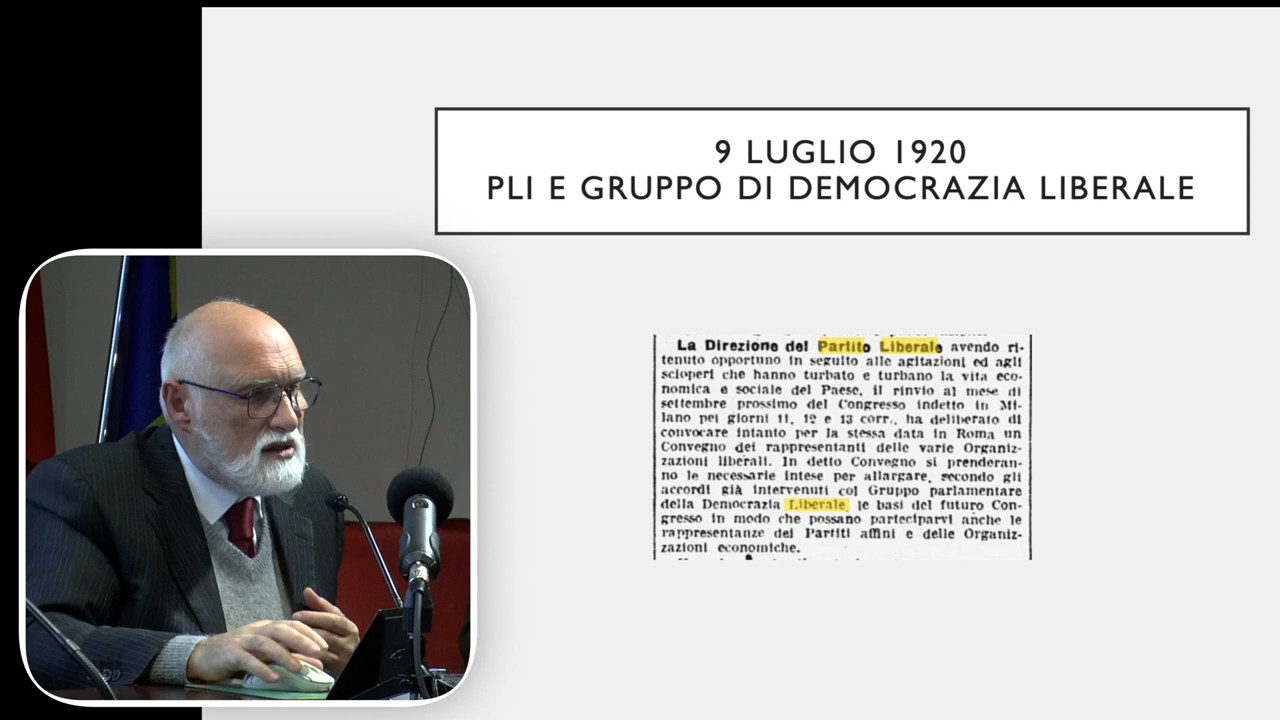 9 LUGLIO 1920
PLI E GRUPPO DI DEMOCRAZIA LIBERALE
La Direzione del Partito Liberale avendo ri-
tenuto opportuno in seguito alle agitazioni ed agli
scioperi che hanno turbato e turbano la vita eco-
nomica e sociale del Paese, il rinvio al mese di
settembre prossimo del Congresso indetto in Mi-
lano pei giorni 11, 12 e 13 corr., ha deliberato di
convocare intanto per la stessa data in Roma un
Convegno dei rappresentanti delle varie Organiz-
zazioni liberali. In detto Convegno si prenderan-
no le necessarie intese per allargare, secondo gli
accordi già intervenuti col Gruppo parlamentare
della Democrazia Liberale, le basi del futuro Con-
gresso in modo che possano parteciparvi anche le
rappresentanze dei Partiti affini e delle Organiz-
zazioni economiche.